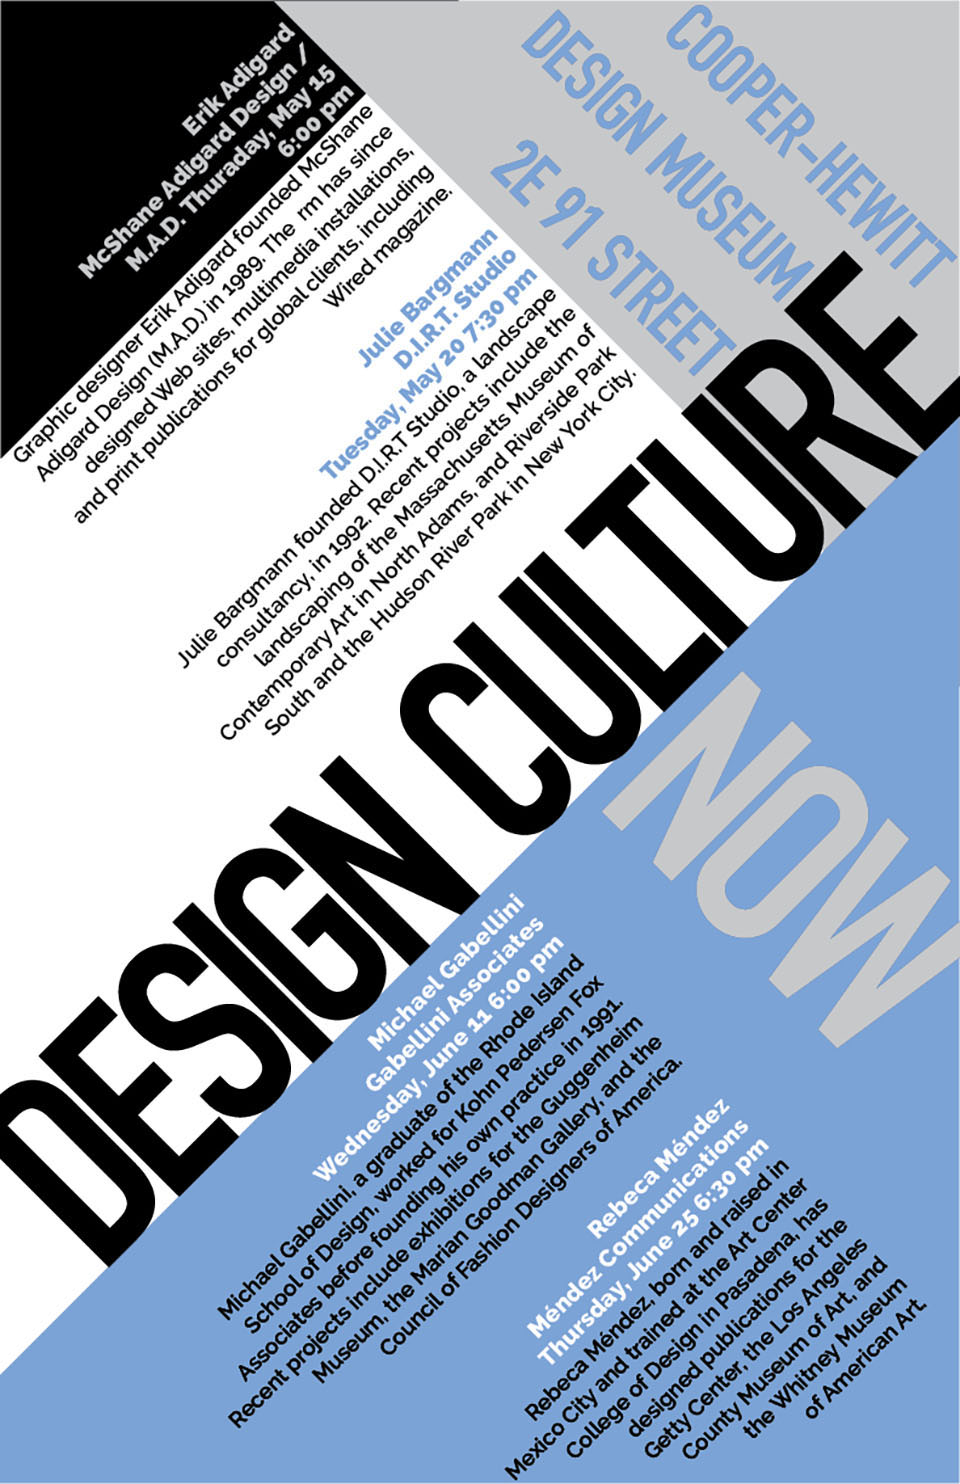 COOPER-HEWITT
DESIGN MUSEUM
2E 91 STREET
Erik Adigard
McShane Adigard Design /
M.A.D. Thuraday, May 15
6:00 pm
Graphic designer Erik Adigard founded McShane
Adigard Design (M.A.D.) in 1989. The rm has since
designed Web sites, multimedia installations,
and print publications for global clients, including
Wired magazine.
Julie Bargmann
D.I.R.T. Studio
Tuesday, May 20 7:30 pm
Julie Bargmann founded D.I.R.T Studio, a landscape
consultancy, in 1992. Recent projects include the
landscaping of the Massachusetts Museum of
Contemporary Art in North Adams, and Riverside Park
South and the Hudson River Park in New York City.
DESIGN CULTURE
NOW
Michael Gabellini
Gabellini Associates
Wednesday, June 11 6:00 pm
Michael Gabellini, a graduate of the Rhode Island
School of Design, worked for Kohn Pedersen Fox
Associates before founding his own practice in 1991.
Recent projects include exhibitions for the Guggenheim
Museum, the Marian Goodman Gallery, and the
Council of Fashion Designers of America.
Rebeca Méndez
Méndez Communications
Thursday, June 25 6:30 pm
Rebeca Méndez, born and raised in
Mexico City and trained at the Art Center
College of Design in Pasadena, has
designed publications for the
Getty Center, the Los Angeles
County Museum of Art, and
the Whitney Museum
of American Art.